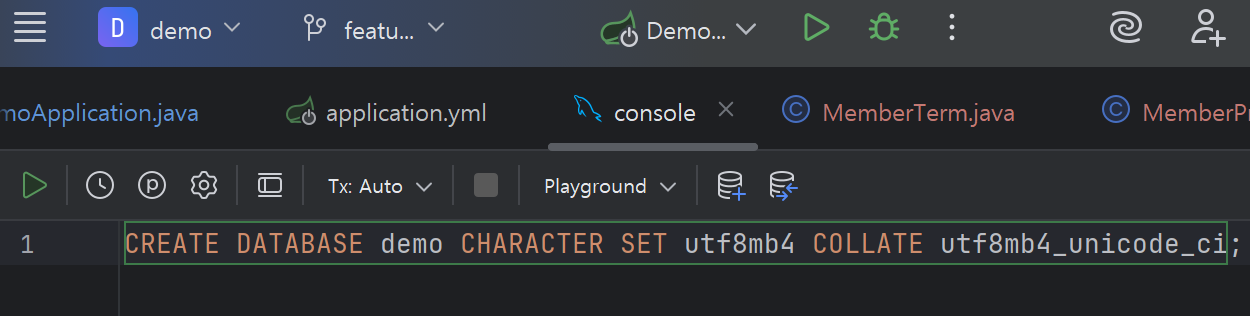 D demo featu... Demo...
moApplication.java application.yml console MemberTerm.java MemberPr
Tx: Auto Playground
1 CREATE DATABASE demo CHARACTER SET utf8mb4 COLLATE utf8mb4_unicode_ci;